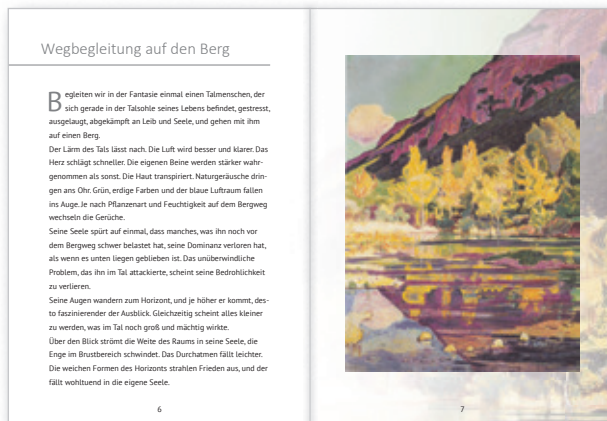 Wegbegleitung auf den Berg
Begleiten wir in der Fantasie einmal einen Talmenschen, der
sich gerade in der Talsohle seines Lebens befindet, gestresst,
ausgelaugt, abgekämpft an Leib und Seele, und gehen mit ihm
auf einen Berg.
Der Lärm des Tals lässt nach. Die Luft wird besser und klarer. Das
Herz schlägt schneller. Die eigenen Beine werden stärker wahr-
genommen als sonst. Die Haut transpiriert. Naturgeräusche drin-
gen ans Ohr. Grün, erdige Farben und der blaue Luftraum fallen
ins Auge. Je nach Pflanzenart und Feuchtigkeit auf dem Bergweg
wechseln die Gerüche.
Seine Seele spürt auf einmal, dass manches, was ihn noch vor
dem Bergweg schwer belastet hat, seine Dominanz verloren hat,
als wenn es unten liegen geblieben ist. Das unüberwindliche
Problem, das ihn im Tal attackierte, scheint seine Bedrohlichkeit
zu verlieren.
Seine Augen wandern zum Horizont, und je höher er kommt, des-
to faszinierender der Ausblick. Gleichzeitig scheint alles kleiner
zu werden, was im Tal noch groß und mächtig wirkte.
Über den Blick strömt die Weite des Raums in seine Seele, die
Enge im Brustbereich schwindet. Das Durchatmen fällt leichter.
Die weichen Formen des Horizonts strahlen Frieden aus, und der
fällt wohltuend in die eigene Seele.
6
7